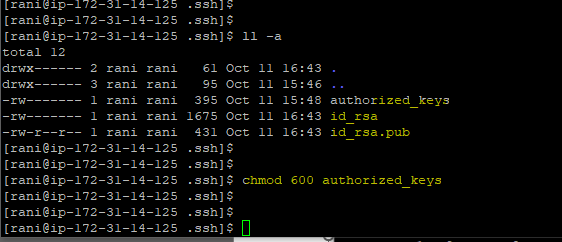 [rani@ip-172-31-14-125 .ssh]$
[rani@ip-172-31-14-125 .ssh]$
[rani@ip-172-31-14-125 .ssh]$ ll -a
total 12
drwx------ 2 rani rani   61 Oct 11 16:43 .
drwx------ 3 rani rani   95 Oct 11 15:46 ..
-rw------- 1 rani rani  395 Oct 11 15:48 authorized_keys
-rw------- 1 rani rani 1675 Oct 11 16:43 id_rsa
-rw-r--r-- 1 rani rani  431 Oct 11 16:43 id_rsa.pub
[rani@ip-172-31-14-125 .ssh]$
[rani@ip-172-31-14-125 .ssh]$
[rani@ip-172-31-14-125 .ssh]$ chmod 600 authorized_keys
[rani@ip-172-31-14-125 .ssh]$
[rani@ip-172-31-14-125 .ssh]$
[rani@ip-172-31-14-125 .ssh]$